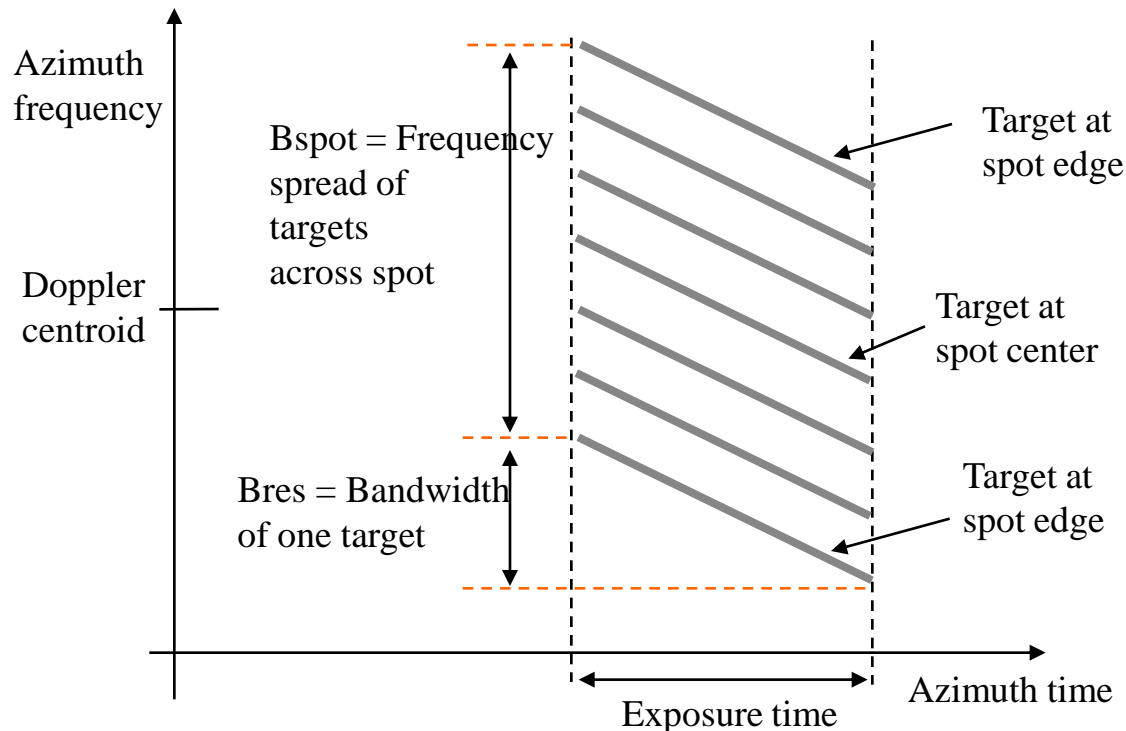 Azimuth
frequency
Bspot = Frequency
spread of
targets
across spot
Target at
spot edge
Doppler
centroid
Target at
spot center
Bres = Bandwidth
of one target
Target at
spot edge
Azimuth time
Exposure time